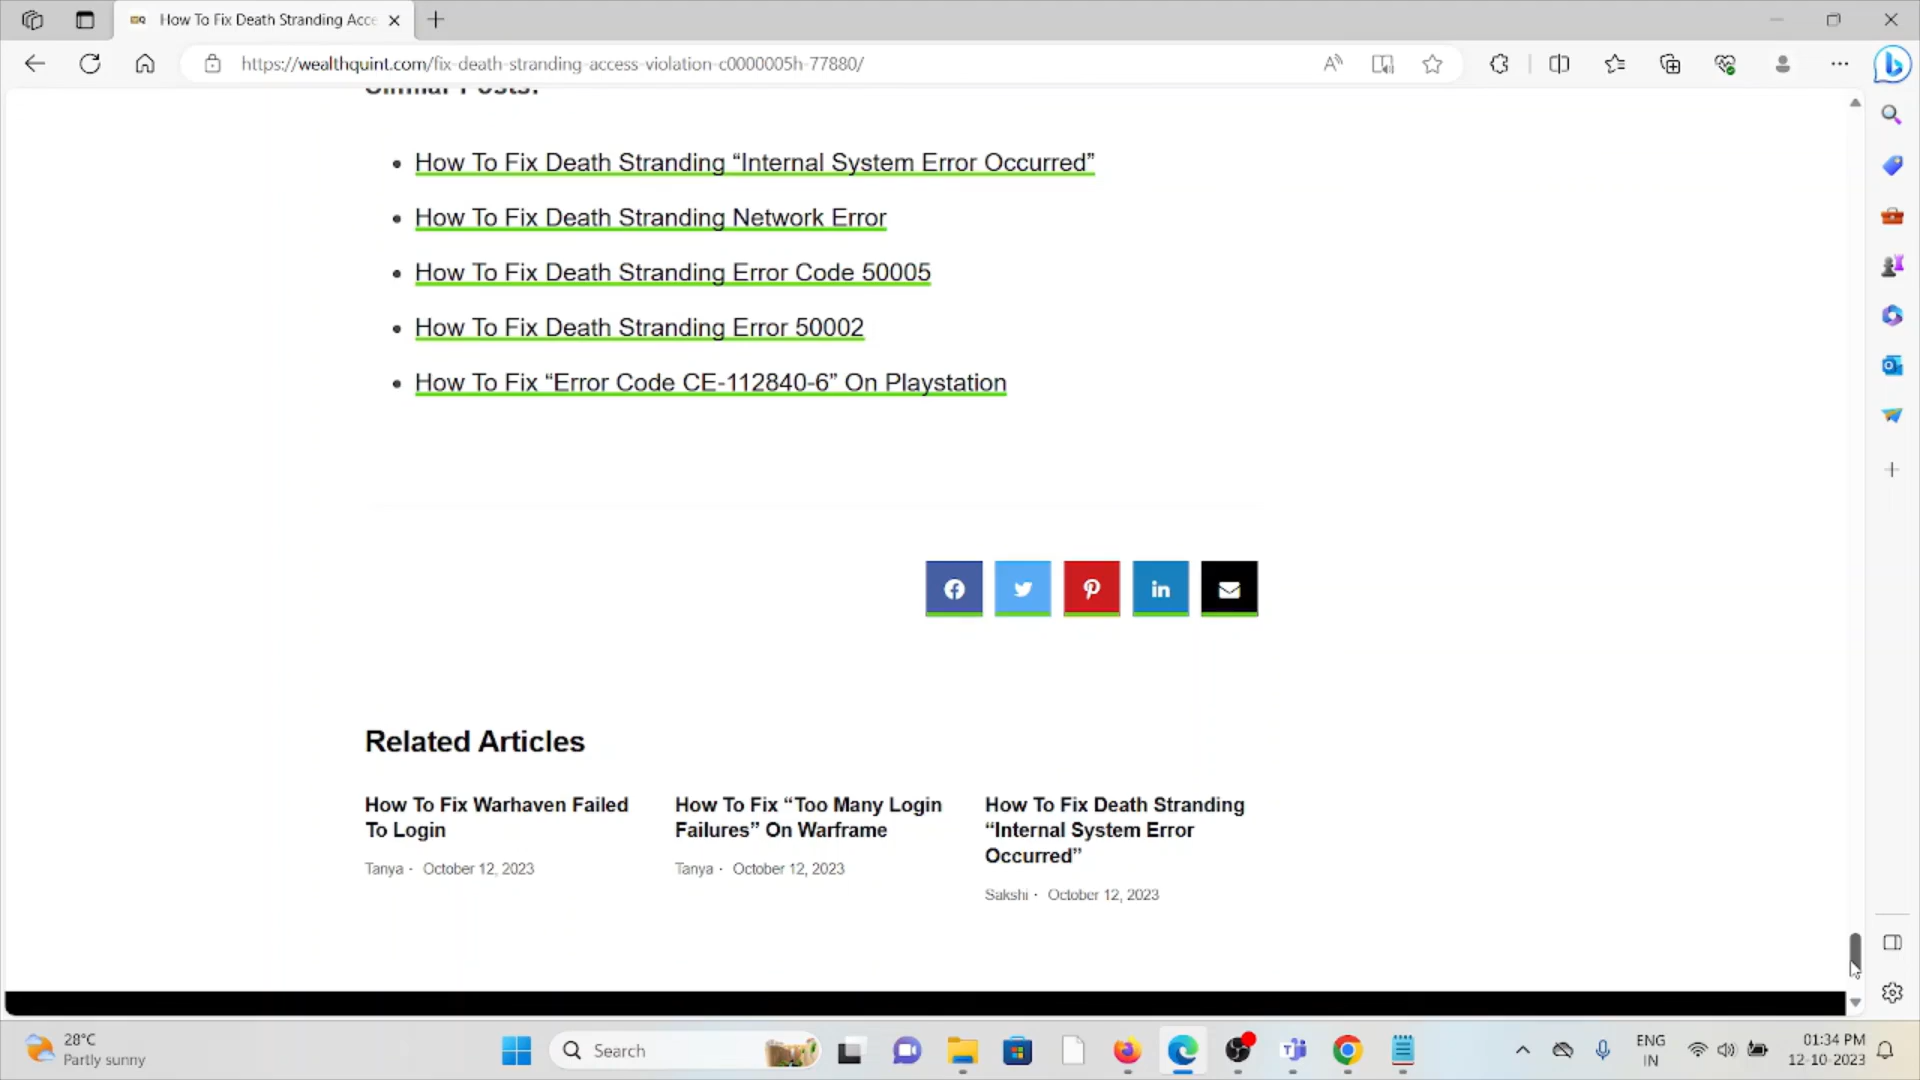 How To Fix Death Stranding Acce
https://wealthquint.com/fix-death-stranding-access-violation-c0000005h-77880/
Similar Posts:
How To Fix Death Stranding “Internal System Error Occurred”
How To Fix Death Stranding Network Error
How To Fix Death Stranding Error Code 50005
How To Fix Death Stranding Error 50002
How To Fix “Error Code CE-112840-6” On Playstation
Related Articles
How To Fix Warhaven Failed
To Login
Tanya · October 12, 2023
How To Fix “Too Many Login
Failures” On Warframe
Tanya · October 12, 2023
How To Fix Death Stranding
“Internal System Error
Occurred”
Sakshi · October 12, 2023
28°C
Partly sunny
Search
ENG
IN
01:34 PM
12-10-2023